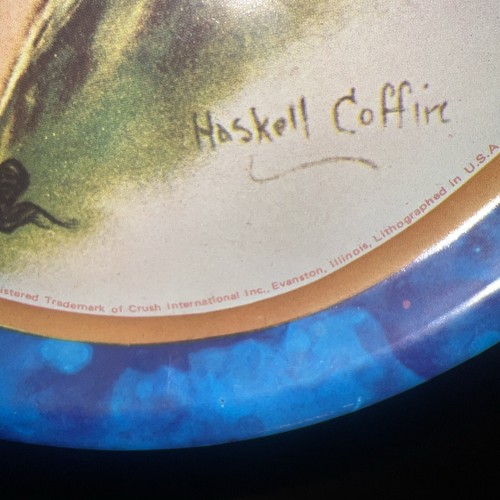 Haskell Coffin
istered Trademark of Crush International Inc., Evanston, Illinois, Lithographed in U.S.A.